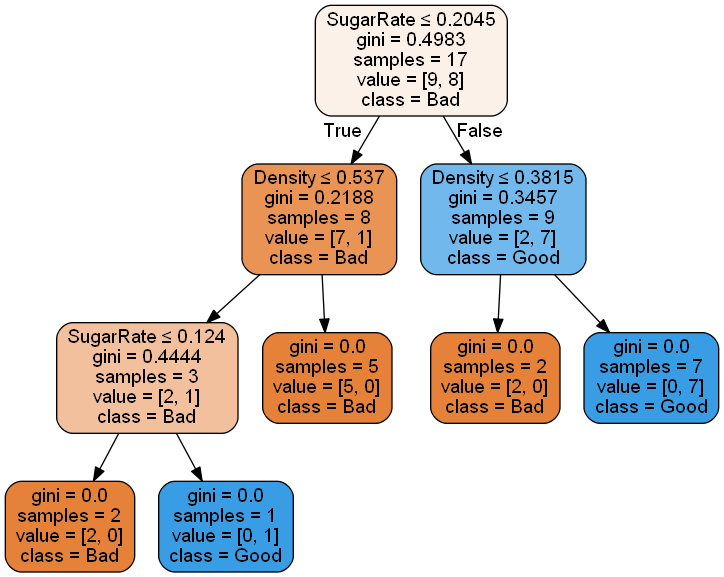 SugarRate ≤ 0.2045
gini = 0.4983
samples = 17
value = [9, 8]
class = Bad
True
False
Density ≤ 0.537
gini = 0.2188
samples = 8
value = [7, 1]
class = Bad
Density ≤ 0.3815
gini = 0.3457
samples = 9
value = [2, 7]
class = Good
SugarRate ≤ 0.124
gini = 0.4444
samples = 3
value = [2, 1]
class = Bad
gini = 0.0
samples = 5
value = [5, 0]
class = Bad
gini = 0.0
samples = 2
value = [2, 0]
class = Bad
gini = 0.0
samples = 7
value = [0, 7]
class = Good
gini = 0.0
samples = 2
value = [2, 0]
class = Bad
gini = 0.0
samples = 1
value = [0, 1]
class = Good